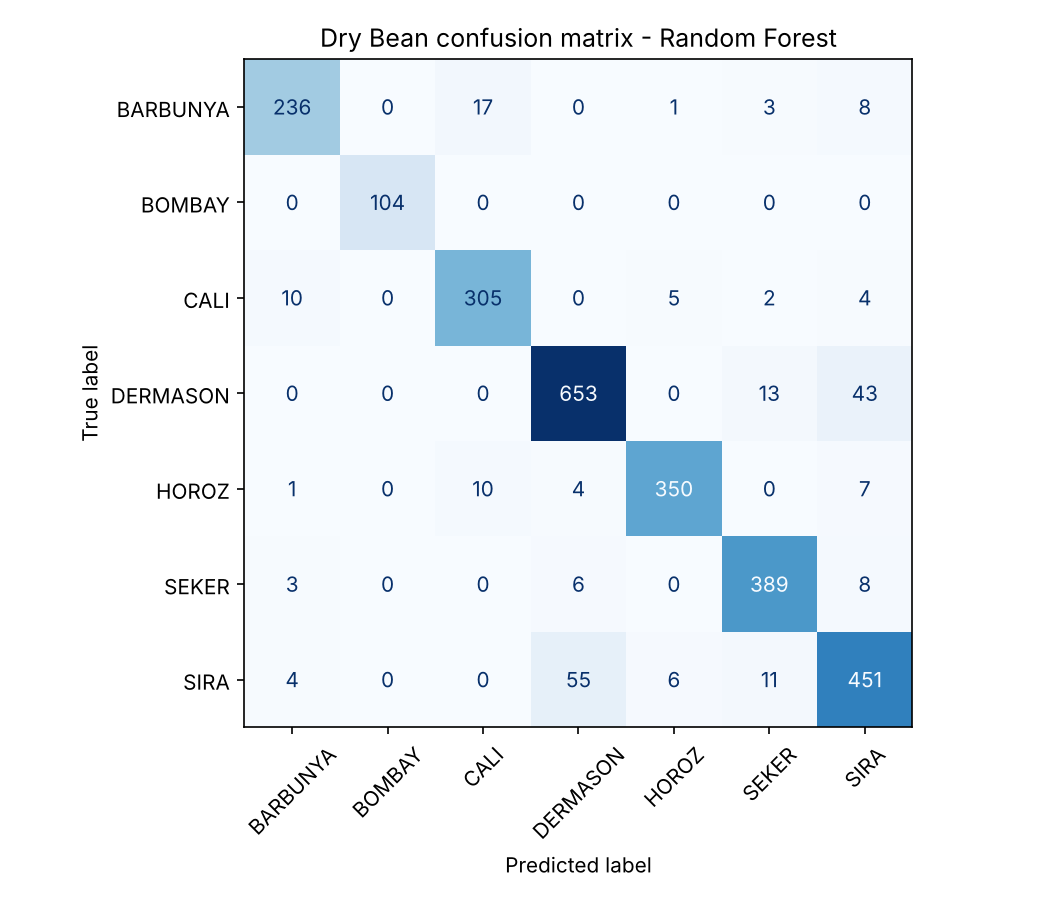 Dry Bean confusion matrix - Random Forest
BARBUNYA 236 0 17 0 1 3 8
BOMBAY 0 104 0 0 0 0 0
CALI 10 0 305 0 5 2 4
DERMASON 0 0 0 653 0 13 43
HOROZ 1 0 10 4 350 0 7
SEKER 3 0 0 6 0 389 8
SIRA 4 0 0 55 6 11 451
True label
BARBUNYA BOMBAY CALI DERMASON HOROZ SEKER SIRA
Predicted label